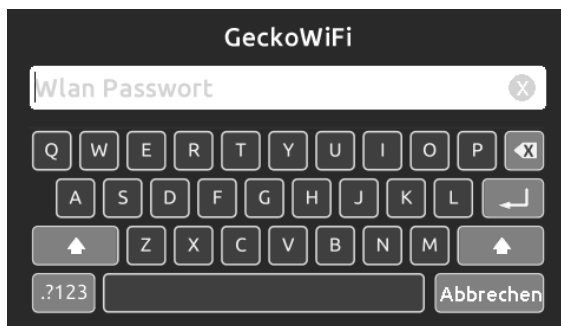 GeckoWiFi
Wlan Passwort X
Q W E R T Y U I O P X
A S D F G H J K L
Z X C V B N M
.?123 Abbrechen